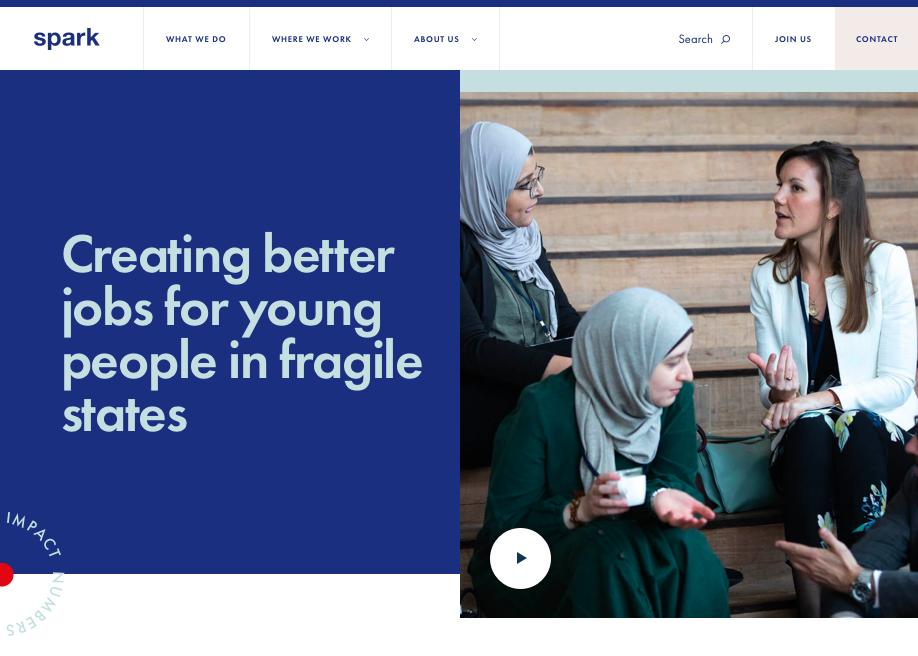 spark
WHAT WE DO
WHERE WE WORK
ABOUT US
Search
JOIN US
CONTACT
Creating better
jobs for young
people in fragile
states
IMPACT NUMBERS